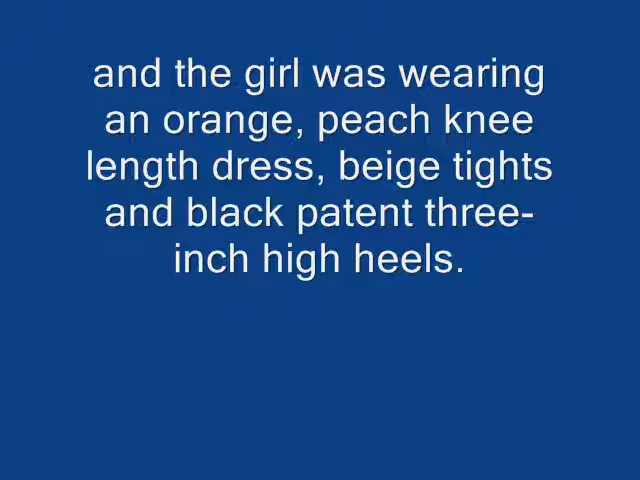 and the girl was wearing
an orange, peach knee
length dress, beige tights
and black patent three-
inch high heels.